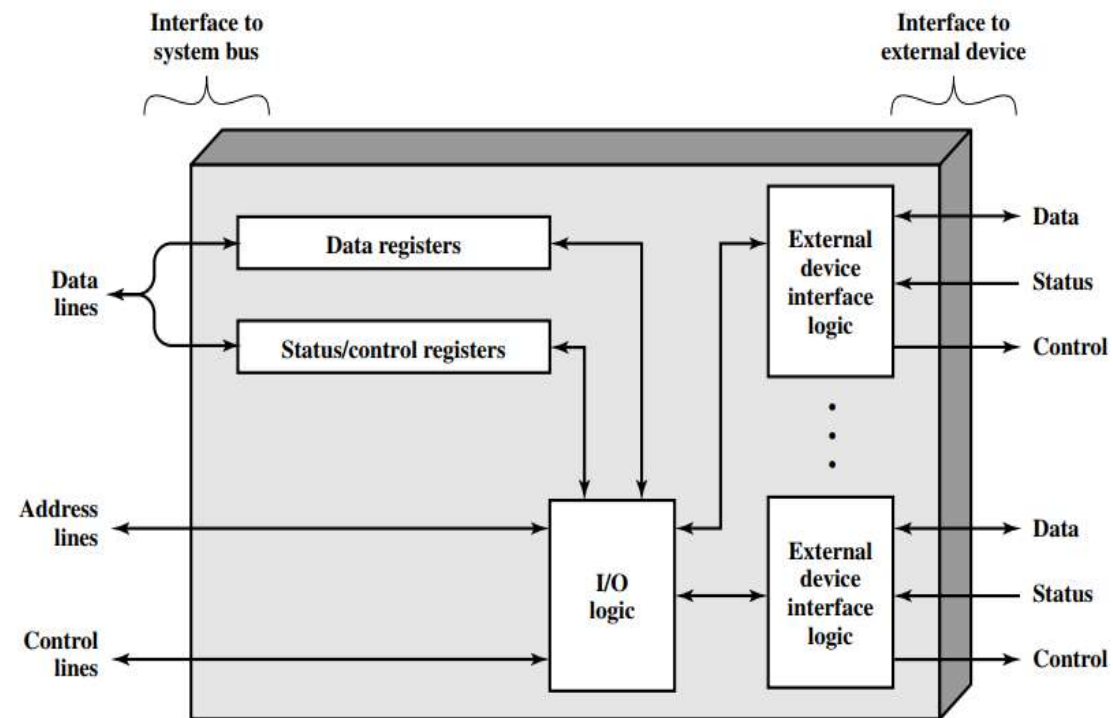 Interface to
system bus
Interface to
external device
Data registers
Status/control registers
Data
lines
Address
lines
Control
lines
I/O
logic
External
device
interface
logic
Data
Status
Control
External
device
interface
logic
Data
Status
Control